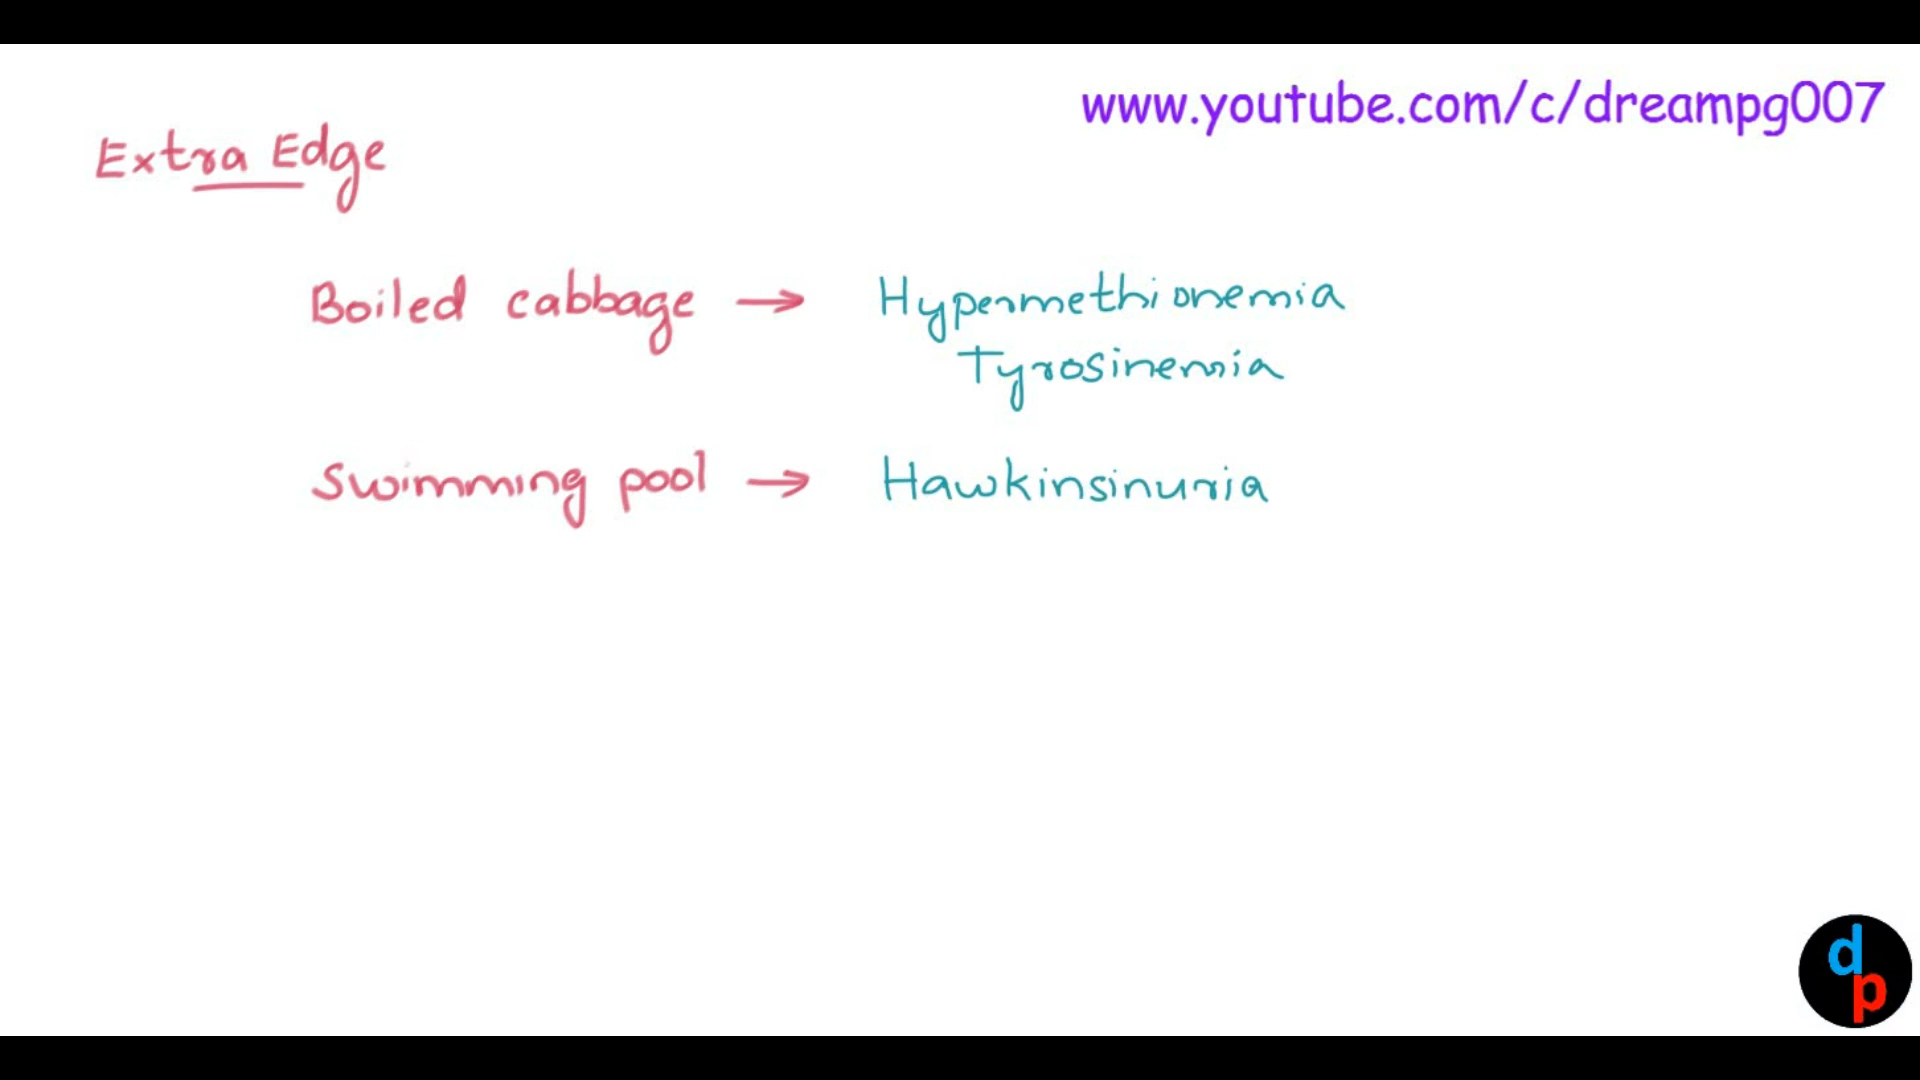 www.youtube.com/c/dreampg007
Extra Edge
Boiled cabbage → Hypermethionemia
Tyrosinemia
Swimming pool → Hawkinsinuria
dp